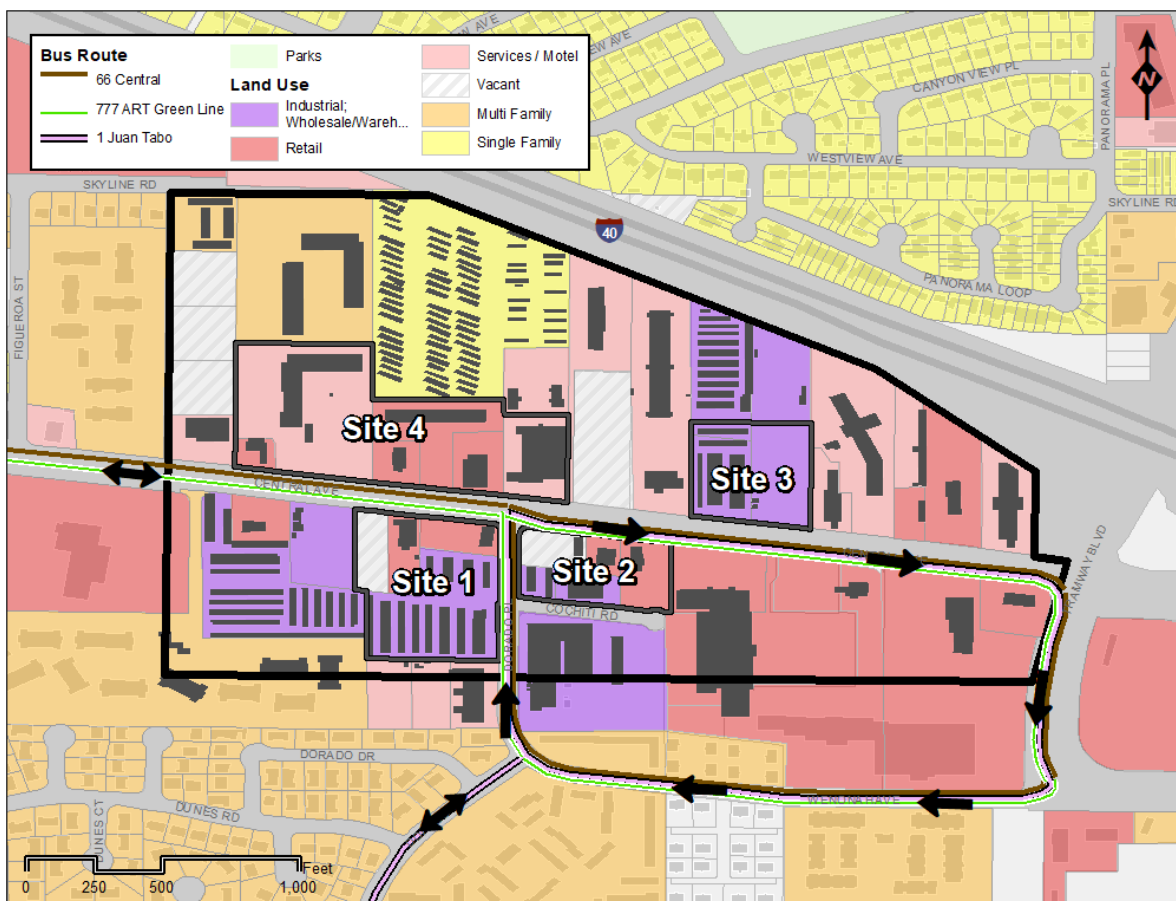 Bus Route
66 Central
777 ART Green Line
1 Juan Tabo
Parks
Land Use
Industrial;
Wholesale/Wareh...
Retail
Services / Motel
Vacant
Multi Family
Single Family
N
AVE
CANYON VIEW PL
PANORAMA PL
WESTVIEW AVE
SKYLINE RD
SKYLINE RD
40
PANORAMA LOOP
FIGUEROA ST
Site 4
Site 3
CENTRAL AVE
Site 1
Site 2
COCHITI RD
DORADO PL
TRAMWAY BLVD
DORADO DR
DUNES RD
DUNES CT
WENONAH AVE
Feet
0 250 500 1,000